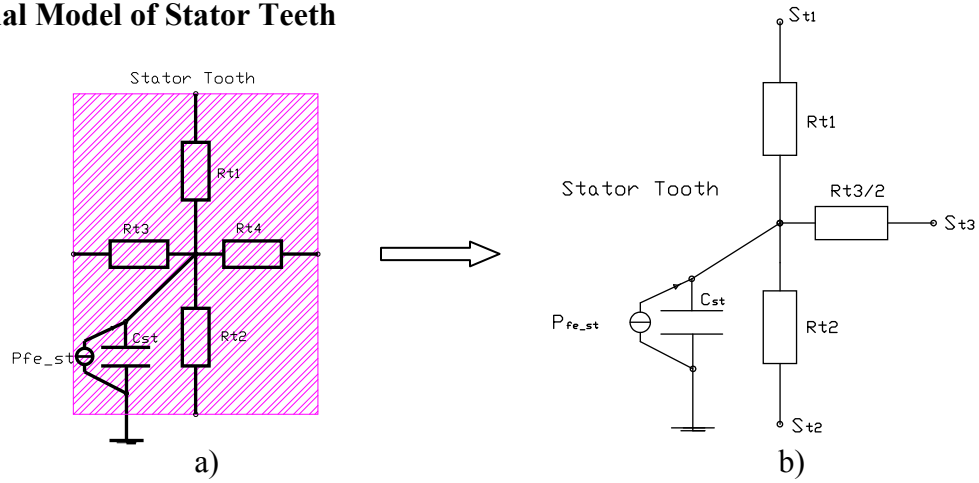 al Model of Stator Teeth
Stator Tooth
Rt1
Rt3
Rt4
Cst
Rt2
Pfe_st
a)
St1
Rt1
Stator Tooth
Rt3/2
St3
Cst
Pfe_st
Rt2
St2
b)